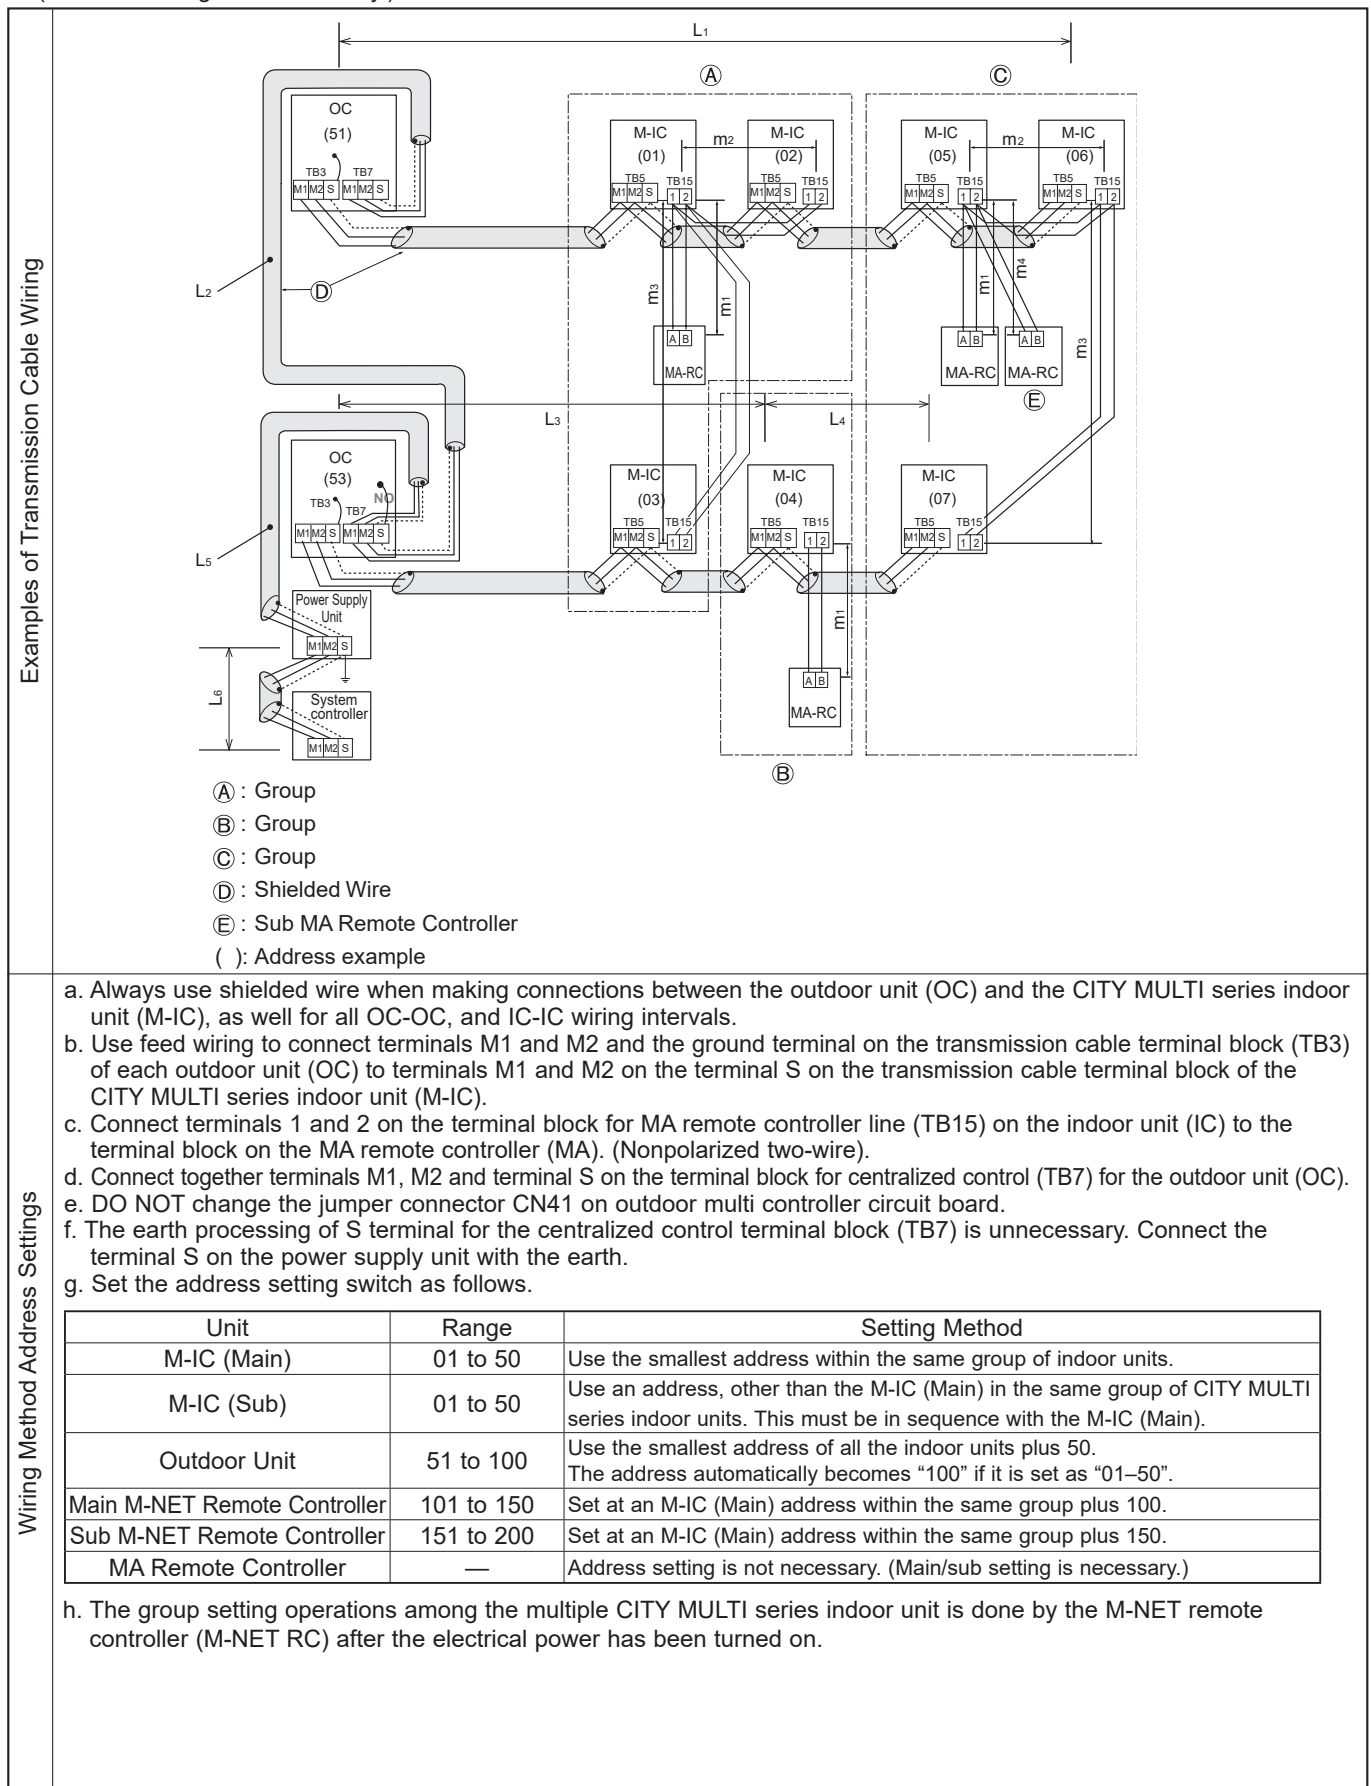 Examples of Transmission Cable Wiring
L1
A
C
OC
(51)
TB3
TB7
M1 M2 S
M1 M2 S
M-IC
(01)
TB5
TB15
M1 M2 S
1 2
m2
M-IC
(02)
TB5
TB15
M1 M2 S
1 2
M-IC
(05)
TB5
TB15
M1 M2 S
1 2
m2
M-IC
(06)
TB5
TB15
M1 M2 S
1 2
L2
D
m3
m1
A B
MA-RC
m1
m4
m3
A B
MA-RC
A B
MA-RC
E
L3
L4
OC
(53)
TB3
NO
TB7
M1 M2 S
M1 M2 S
M-IC
(03)
TB5
TB15
M1 M2 S
1 2
M-IC
(04)
TB5
TB15
M1 M2 S
1 2
M-IC
(07)
TB5
TB15
M1 M2 S
1 2
L5
Power Supply
Unit
M1 M2 S
m1
A B
MA-RC
L6
System
controller
M1 M2 S
B
Ⓐ : Group
Ⓑ : Group
Ⓒ : Group
Ⓓ : Shielded Wire
Ⓔ : Sub MA Remote Controller
( ): Address example
Wiring Method Address Settings
a. Always use shielded wire when making connections between the outdoor unit (OC) and the CITY MULTI series indoor
unit (M-IC), as well for all OC-OC, and IC-IC wiring intervals.
b. Use feed wiring to connect terminals M1 and M2 and the ground terminal on the transmission cable terminal block (TB3)
of each outdoor unit (OC) to terminals M1 and M2 on the terminal S on the transmission cable terminal block of the
CITY MULTI series indoor unit (M-IC).
c. Connect terminals 1 and 2 on the terminal block for MA remote controller line (TB15) on the indoor unit (IC) to the
terminal block on the MA remote controller (MA). (Nonpolarized two-wire).
d. Connect together terminals M1, M2 and terminal S on the terminal block for centralized control (TB7) for the outdoor unit (OC).
e. DO NOT change the jumper connector CN41 on outdoor multi controller circuit board.
f. The earth processing of S terminal for the centralized control terminal block (TB7) is unnecessary. Connect the
terminal S on the power supply unit with the earth.
g. Set the address setting switch as follows.
Unit Range Setting Method
M-IC (Main) 01 to 50 Use the smallest address within the same group of indoor units.
M-IC (Sub) 01 to 50 Use an address, other than the M-IC (Main) in the same group of CITY MULTI
series indoor units. This must be in sequence with the M-IC (Main).
Outdoor Unit 51 to 100 Use the smallest address of all the indoor units plus 50.
The address automatically becomes “100” if it is set as “01–50”.
Main M-NET Remote Controller 101 to 150 Set at an M-IC (Main) address within the same group plus 100.
Sub M-NET Remote Controller 151 to 200 Set at an M-IC (Main) address within the same group plus 150.
MA Remote Controller — Address setting is not necessary. (Main/sub setting is necessary.)
h. The group setting operations among the multiple CITY MULTI series indoor unit is done by the M-NET remote
controller (M-NET RC) after the electrical power has been turned on.